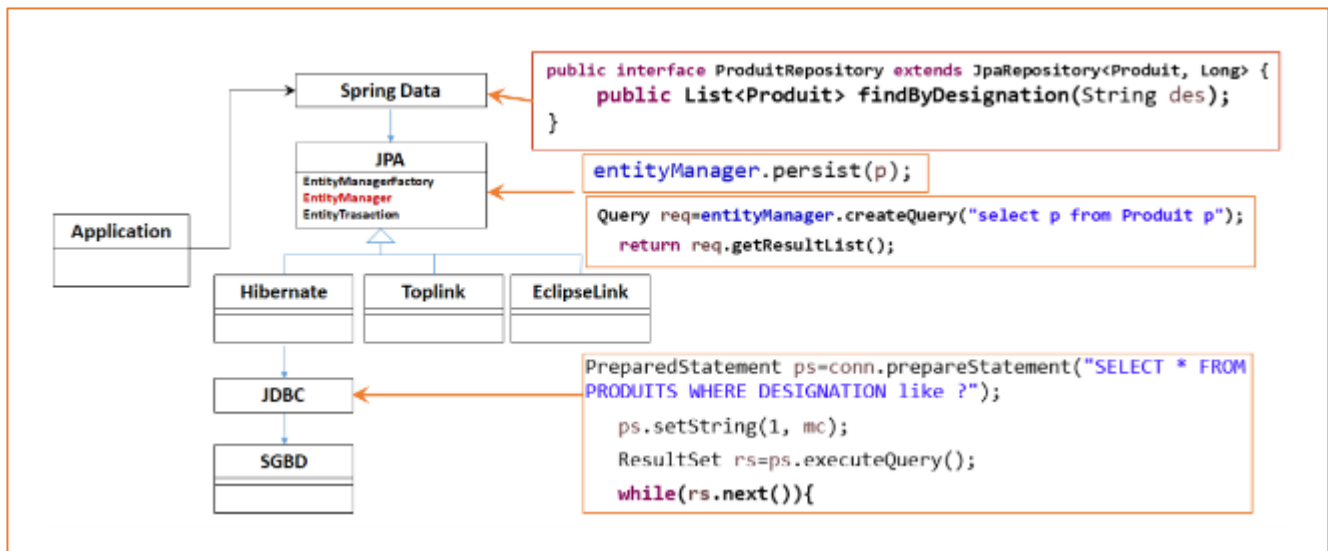 public interface ProduitRepository extends JpaRepository<Produit, Long> {
public List<Produit> findByDesignation(String des);
}
Spring Data
JPA
EntityManagerFactory
EntityManager
EntityTrasaction
entityManager.persist(p);
Query req=entityManager.createQuery("select p from Produit p");
return req.getResultList();
Application
Hibernate
Toplink
EclipseLink
JDBC
SGBD
PreparedStatement ps=conn.prepareStatement("SELECT * FROM
PRODUITS WHERE DESIGNATION like ?");
ps.setString(1, mc);
ResultSet rs=ps.executeQuery();
while(rs.next()){